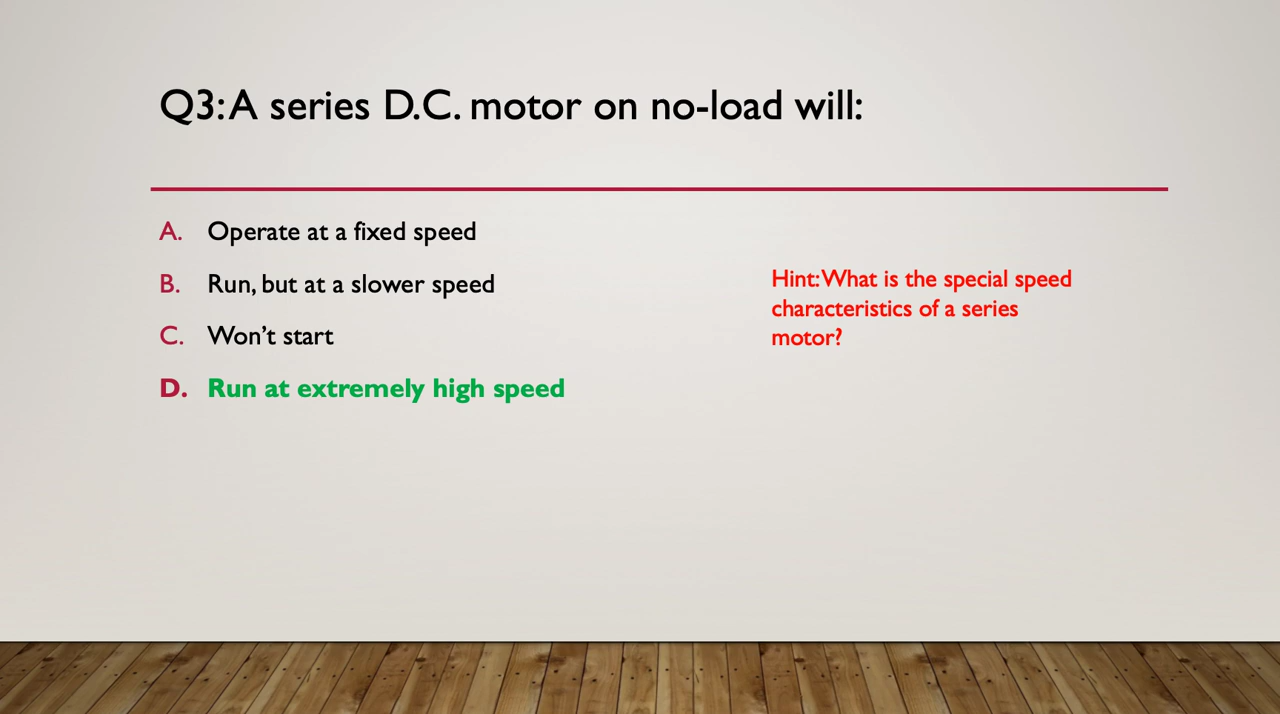 Q3: A series D.C. motor on no-load will:
A. Operate at a fixed speed
B. Run, but at a slower speed
C. Won’t start
D. Run at extremely high speed
Hint: What is the special speed
characteristics of a series
motor?